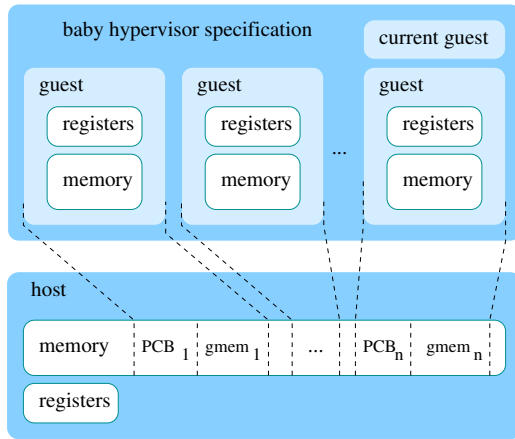 baby hypervisor specification
current guest
guest guest guest
registers registers registers
...
memory memory memory
host
memory PCB 1 gmem 1 ... PCB n gmem n
registers